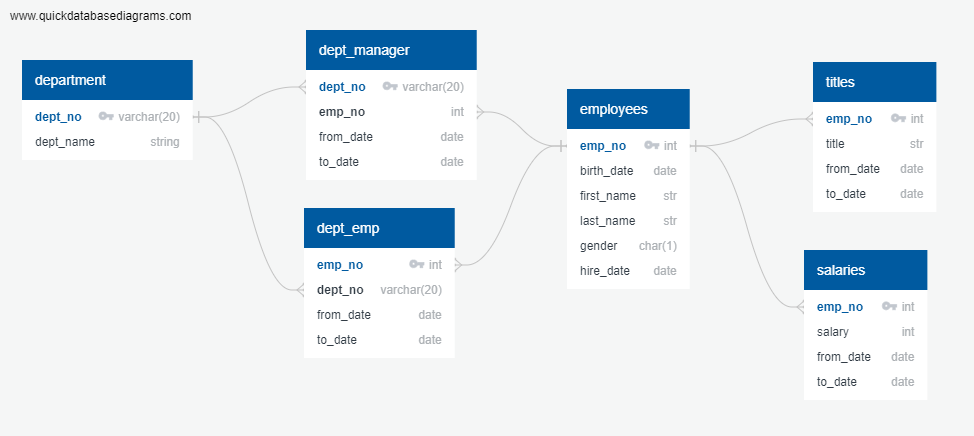 www.quickdatabasediagrams.com
department
dept_no varchar(20)
dept_name string
dept_manager
dept_no varchar(20)
emp_no int
from_date date
to_date date
dept_emp
emp_no int
dept_no varchar(20)
from_date date
to_date date
employees
emp_no int
birth_date date
first_name str
last_name str
gender char(1)
hire_date date
titles
emp_no int
title str
from_date date
to_date date
salaries
emp_no int
salary int
from_date date
to_date date